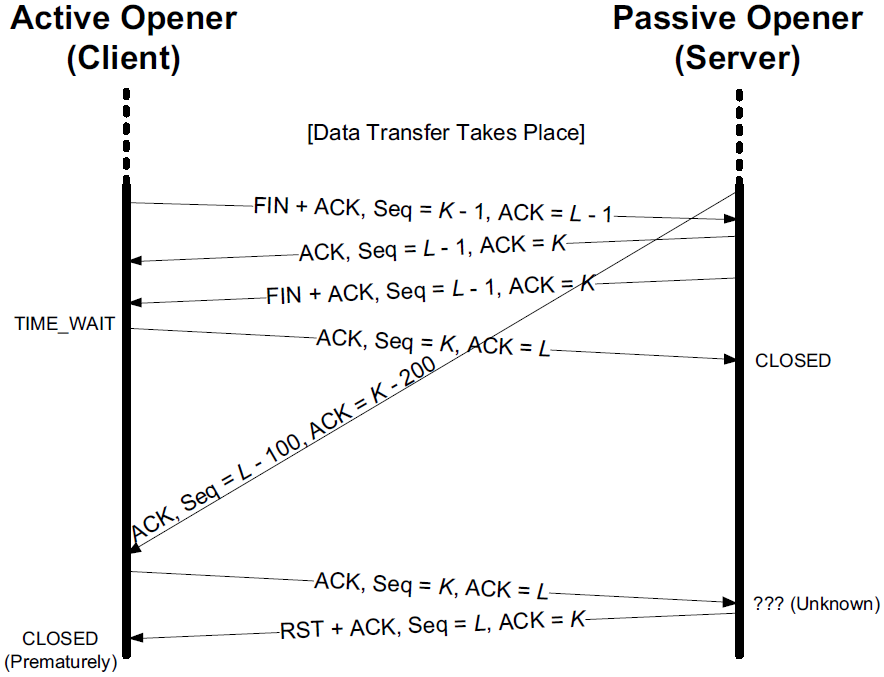 Active Opener
(Client)
Passive Opener
(Server)
[Data Transfer Takes Place]
FIN + ACK, Seq = K - 1, ACK = L - 1
ACK, Seq = L - 1, ACK = K
FIN + ACK, Seq = L - 1, ACK = K
TIME_WAIT
ACK, Seq = K, ACK = L
CLOSED
ACK, Seq = L - 100, ACK = K - 200
ACK, Seq = K, ACK = L
??? (Unknown)
RST + ACK, Seq = L, ACK = K
CLOSED
(Prematurely)